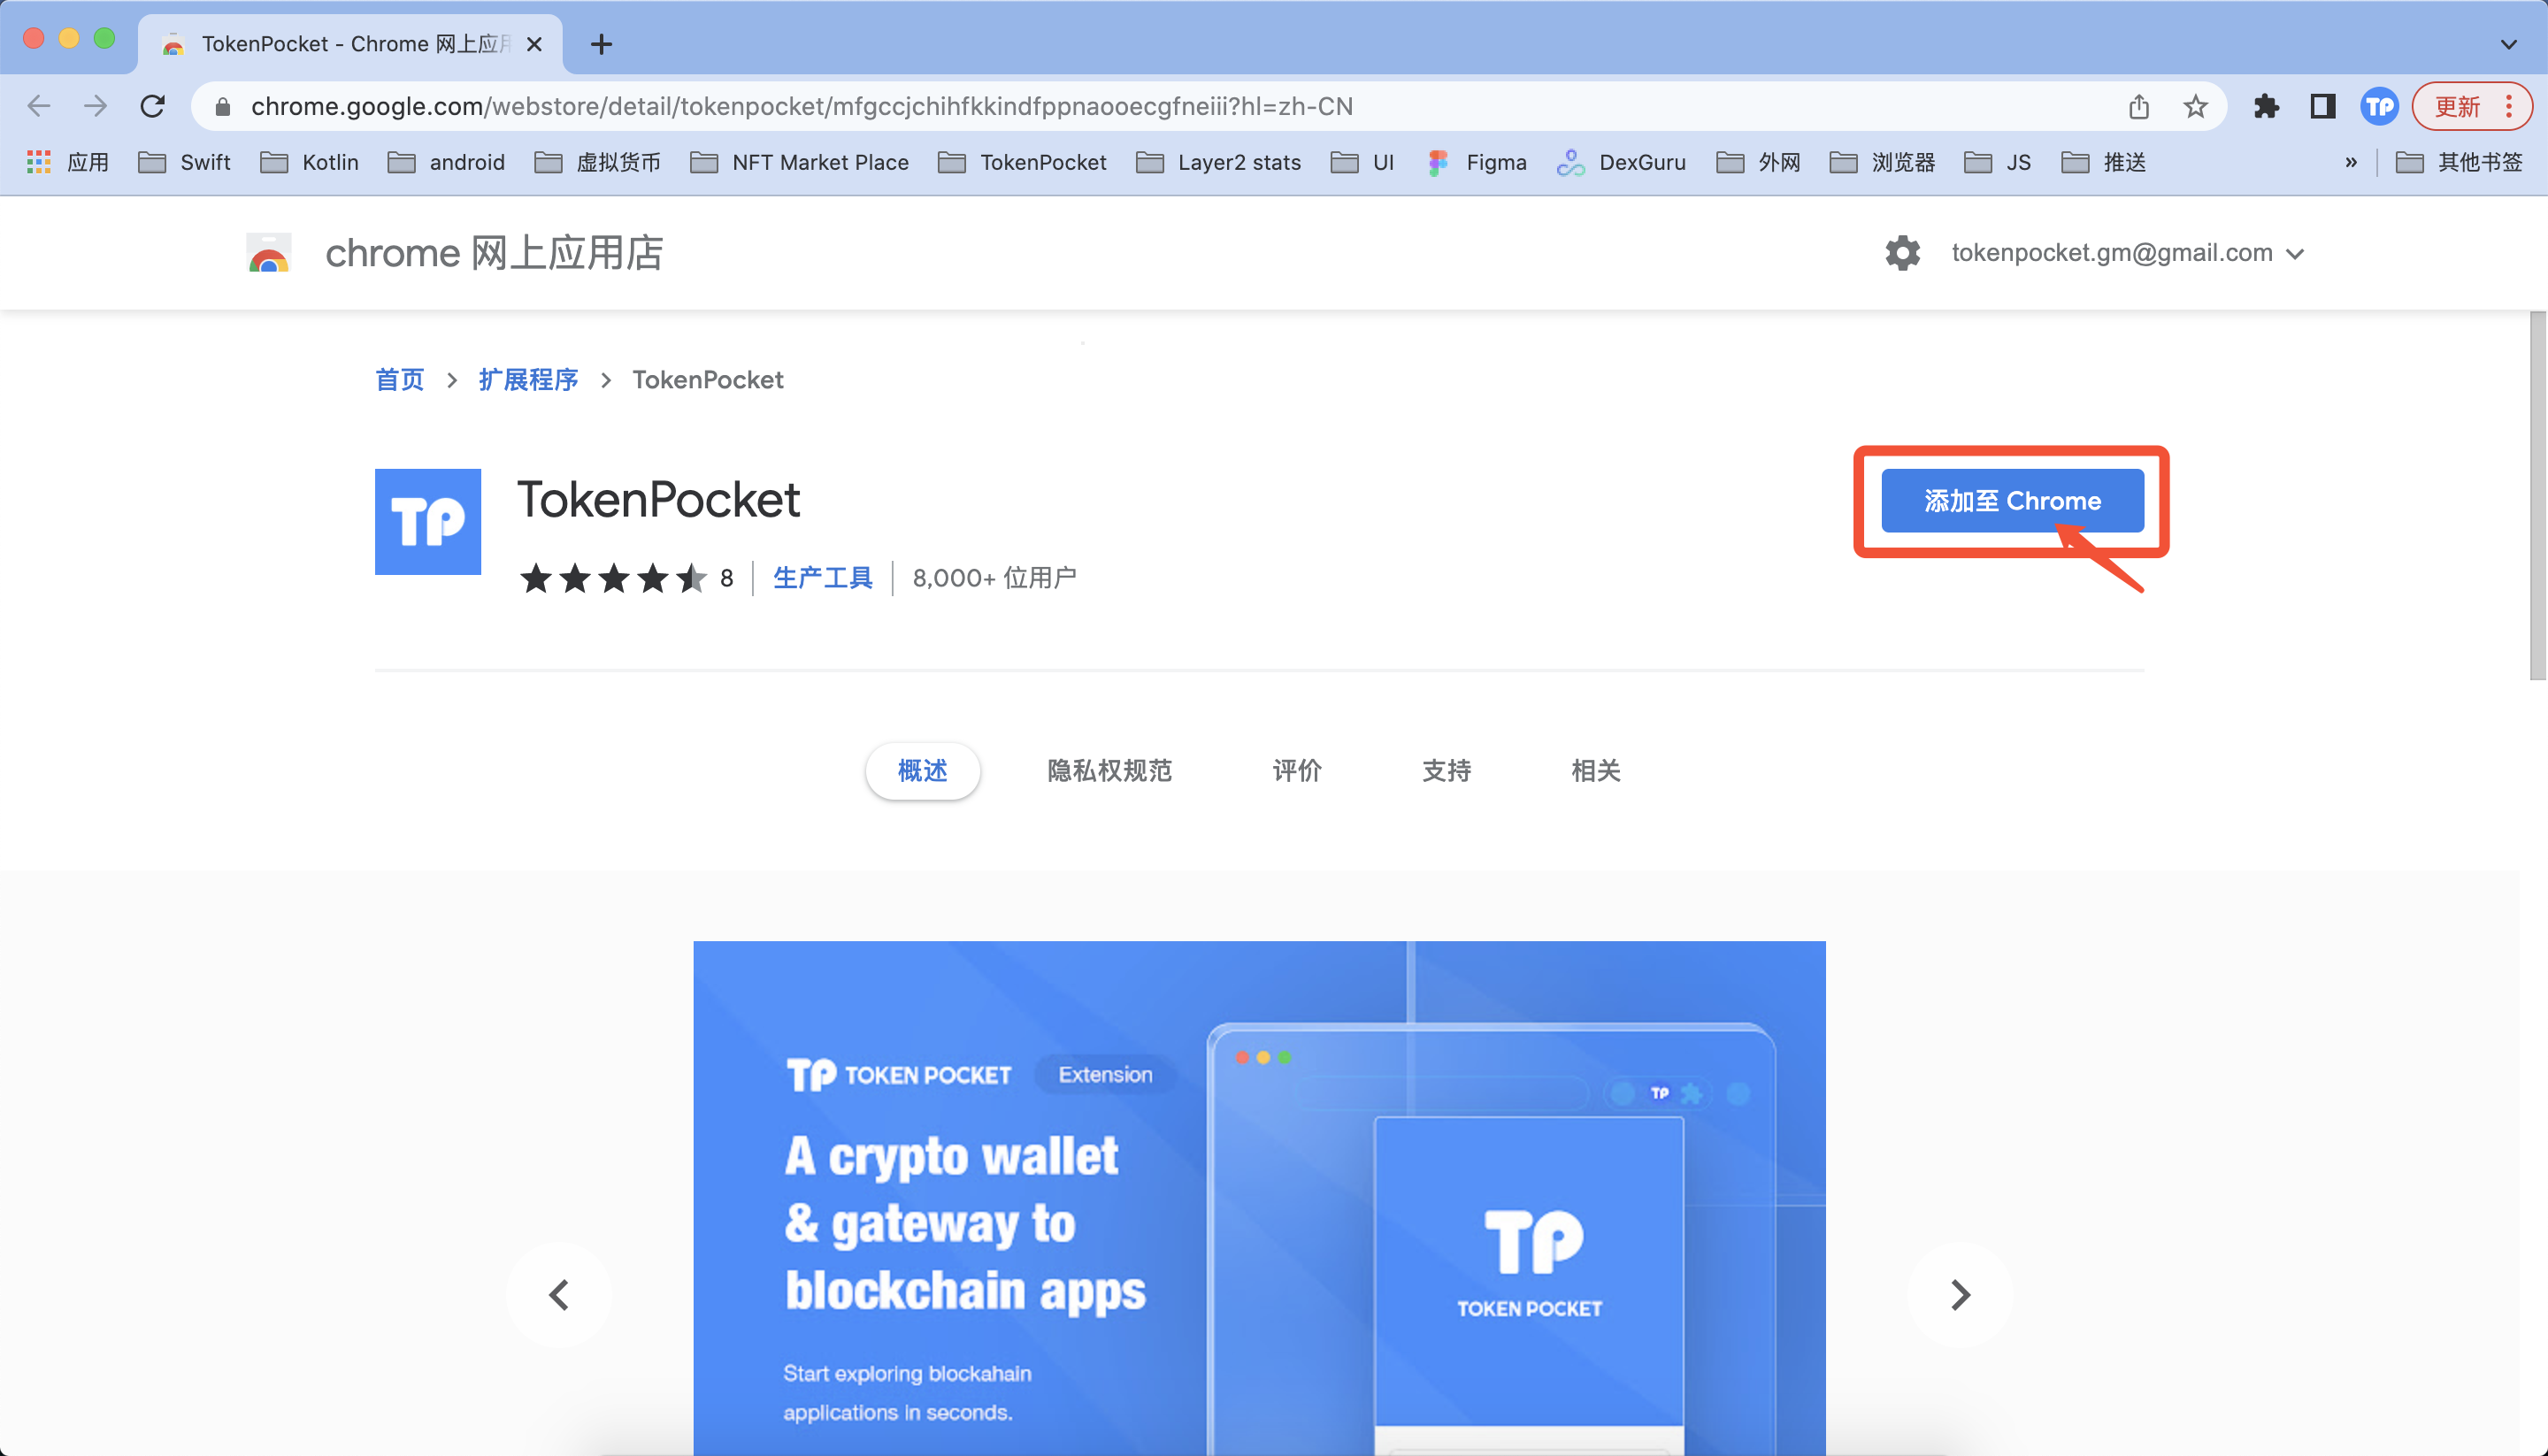 TokenPocket - Chrome 网上应用
chrome.google.com/webstore/detail/tokenpocket/mfgccjchihfkkindfppnaooecgfneiii?hl=zh-CN
TP
更新
应用
Swift
Kotlin
android
虚拟货币
NFT Market Place
TokenPocket
Layer2 stats
UI
Figma
DexGuru
外网
浏览器
JS
推送
»
其他书签
chrome 网上应用店
tokenpocket.gm@gmail.com
首页 > 扩展程序 > TokenPocket
TP
TokenPocket
添加至 Chrome
8 | 生产工具 | 8,000+ 位用户
概述
隐私权规范
评价
支持
相关
TP TOKEN POCKET Extension
TP
A crypto wallet
& gateway to
blockchain apps
TP
TOKEN POCKET
Start exploring blockahain
applications in seconds.